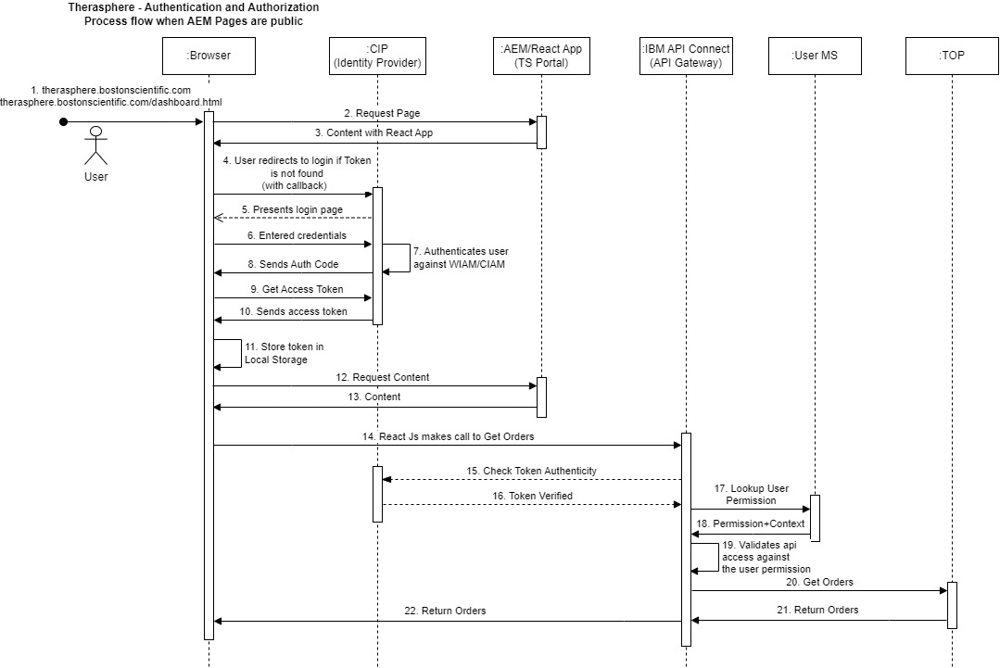 Therasphere - Authentication and Authorization
Process flow when AEM Pages are public
:Browser
:CIP
(Identity Provider)
:AEM/React App
(TS Portal)
:IBM API Connect
(API Gateway)
:User MS
:TOP
1. therasphere.bostonscientific.com
therasphere.bostonscientific.com/dashboard.html
User
2. Request Page
3. Content with React App
4. User redirects to login if Token
is not found
(with callback)
5. Presents login page
6. Entered credentials
7. Authenticates user
against WIAM/CIAM
8. Sends Auth Code
9. Get Access Token
10. Sends access token
11. Store token in
Local Storage
12. Request Content
13. Content
14. React Js makes call to Get Orders
15. Check Token Authenticity
16. Token Verified
17. Lookup User
Permission
18. Permission+Context
19. Validates api
access against
the user permission
20. Get Orders
21. Return Orders
22. Return Orders